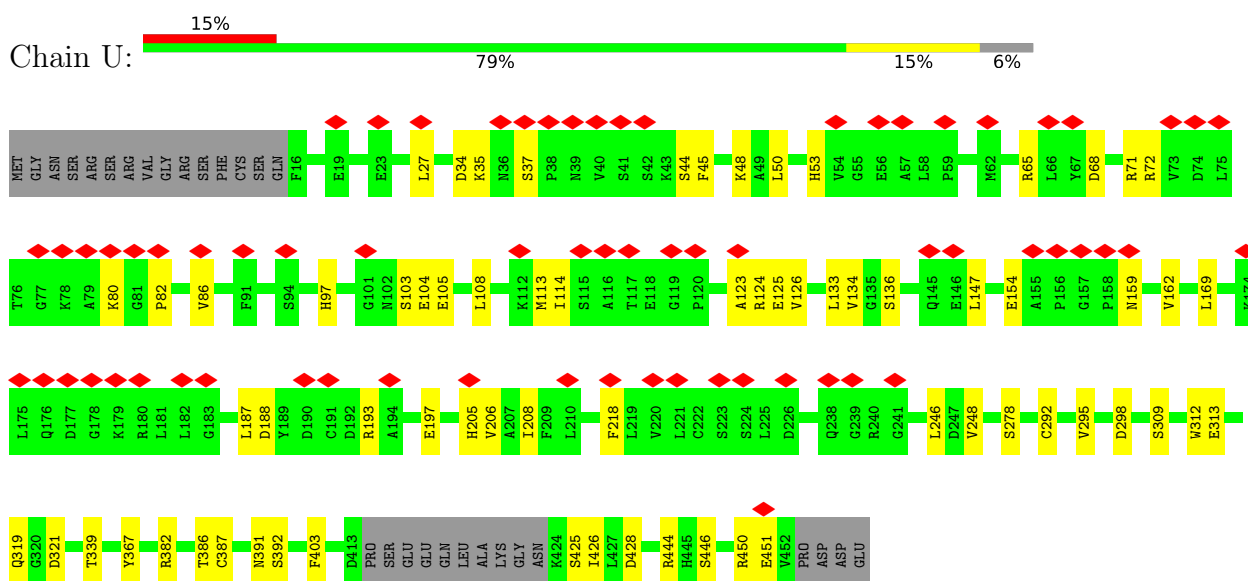 15%
Chain U:
79% 15% 6%
MET GLY ASN SER ARG SER ARG VAL GLY ARG SER PHE CYS SER GLN F16 E19 E23 L27 D34 K35 N36 S37 P38 N39 V40 S41 S42 K43 S44 F45 K48 A49 L50 H53 V54 G55 E56 A57 L58 P59 M62 R65 L66 Y67 D68 R71 R72 V73 D74 L75
T76 G77 K78 A79 K80 G81 P82 V86 F91 S94 H97 G101 N102 S103 E104 E105 L108 K112 M113 I114 S115 A116 T117 E118 G119 P120 A123 R124 E125 V126 L133 V134 G135 S136 Q145 E146 L147 E154 A155 P156 G157 P158 N159 V162 L169 K174
L175 Q176 D177 G178 K179 R180 L181 L182 G183 L187 D188 Y189 D190 C191 D192 R193 A194 E197 H205 V206 A207 I208 F209 L210 F218 L219 V220 L221 C222 S223 S224 L225 D226 Q238 G239 R240 G241 L246 D247 V248 S278 C292 V295 D298 S309 W312 E313
Q319 G320 D321 T339 Y367 R382 T386 C387 N391 S392 F403 D413 PRO SER GLU GLU GLN LEU ALA LYS GLY ASN K424 S425 I426 L427 D428 R444 H445 S446 R450 E451 V452 PRO ASP ASP GLU